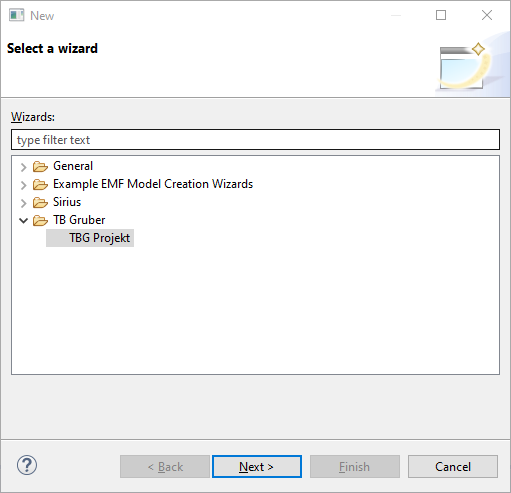 New
Select a wizard
Wizards:
type filter text
General
Example EMF Model Creation Wizards
Sirius
TB Gruber
TBG Projekt
?
< Back
Next >
Finish
Cancel